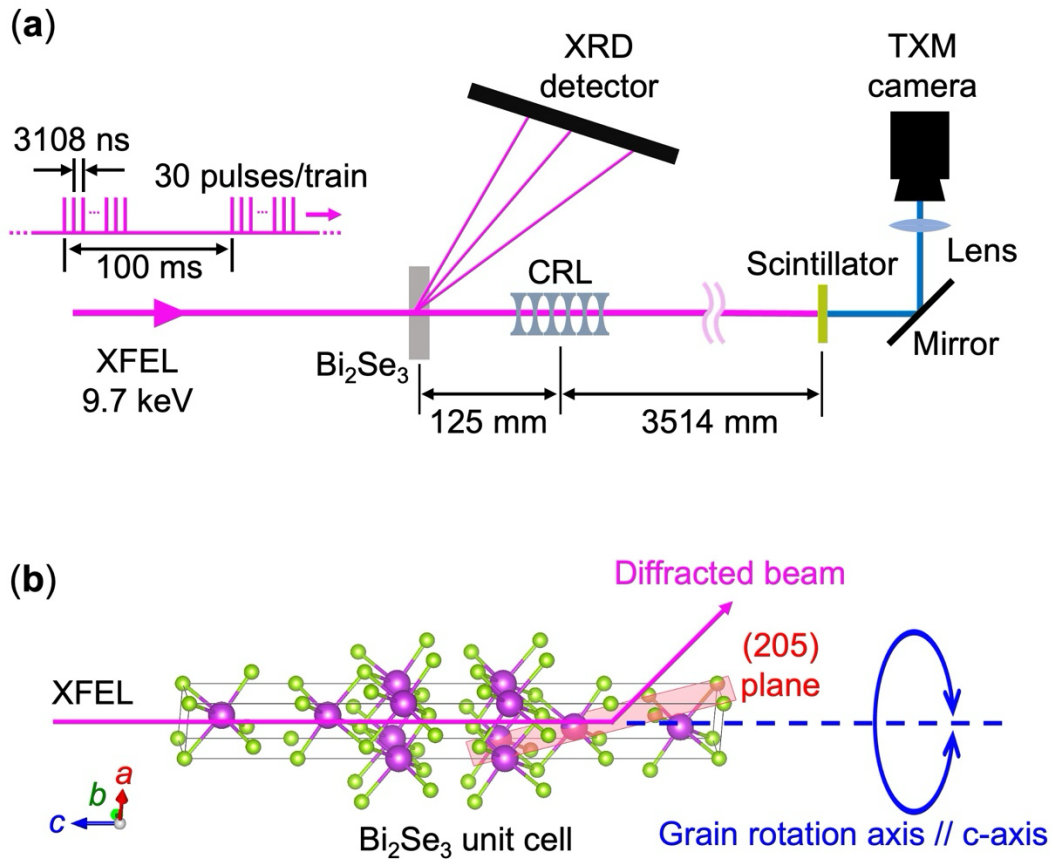 (a)
XRD
detector
TXM
camera
3108 ns
30 pulses/train
100 ms
CRL
Scintillator
Lens
Mirror
XFEL
9.7 keV
Bi₂Se₃
125 mm
3514 mm
(b)
Diffracted beam
(205)
plane
XFEL
a
b
c
Bi₂Se₃ unit cell
Grain rotation axis // c-axis